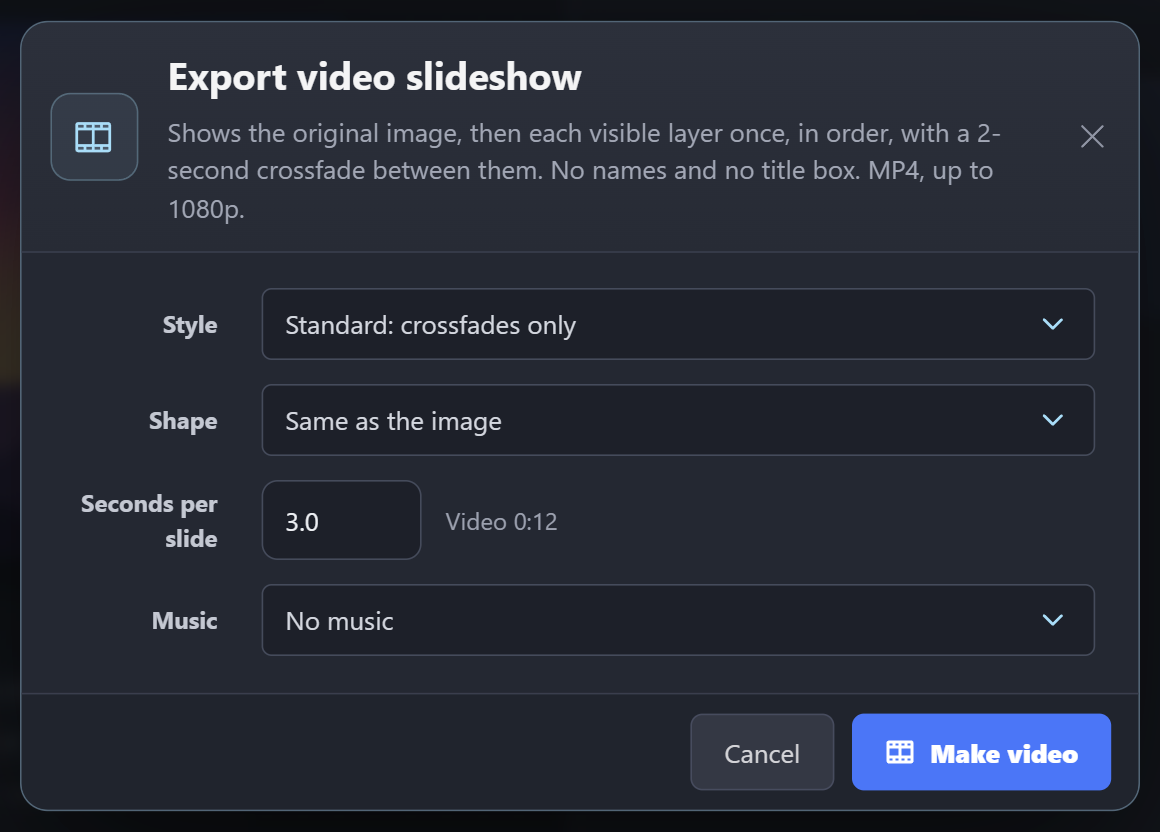 Export video slideshow
Shows the original image, then each visible layer once, in order, with a 2-
second crossfade between them. No names and no title box. MP4, up to
1080p.
Style
Standard: crossfades only
Shape
Same as the image
Seconds per
slide
3.0
Video 0:12
Music
No music
Cancel
Make video